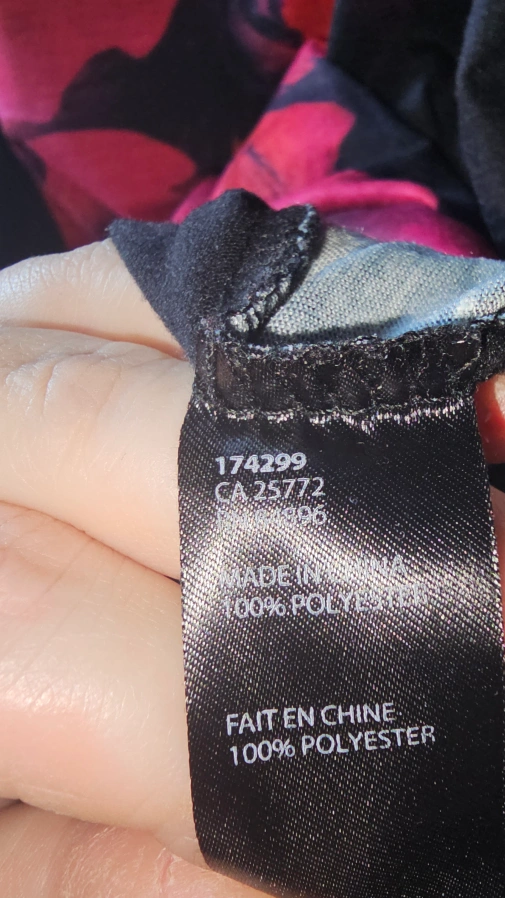 174299
CA 25772
MADE IN CHINA
100% POLYESTER
FAIT EN CHINE
100% POLYESTER